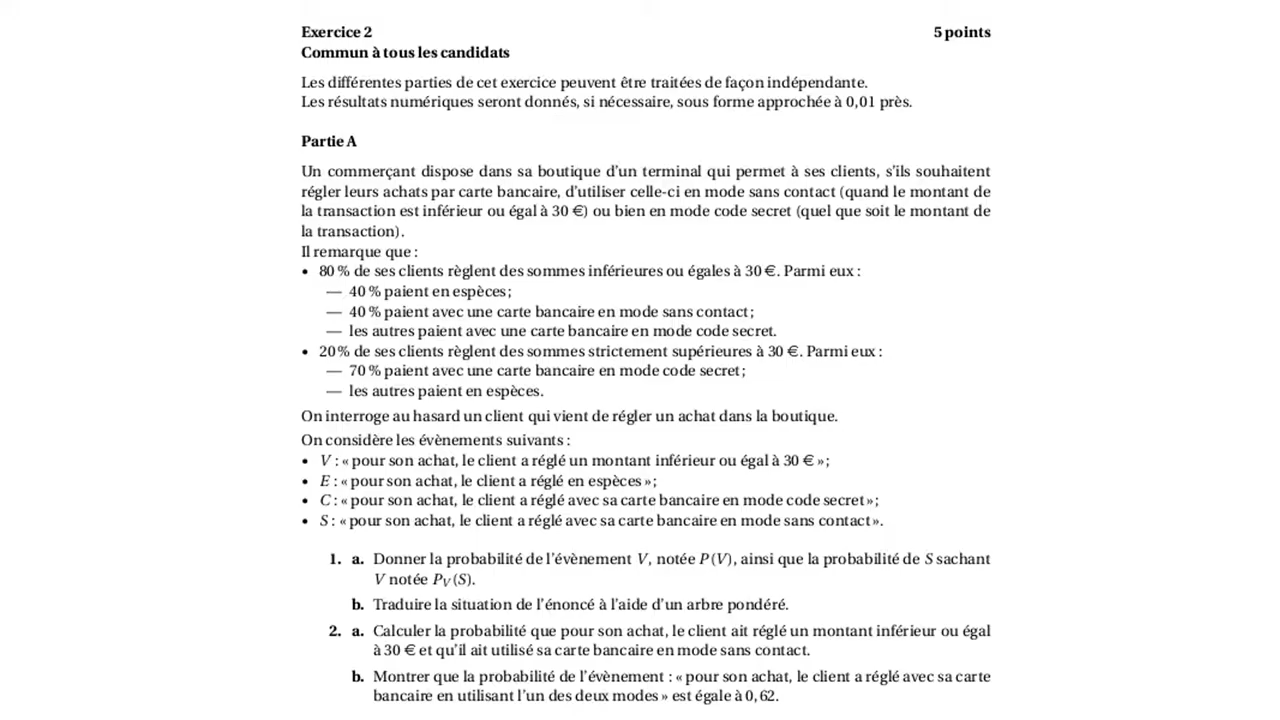 Exercice 2 5 points
Commun à tous les candidats
Les différentes parties de cet exercice peuvent être traitées de façon indépendante.
Les résultats numériques seront donnés, si nécessaire, sous forme approchée à 0,01 près.
Partie A
Un commerçant dispose dans sa boutique d'un terminal qui permet à ses clients, s'ils souhaitent
régler leurs achats par carte bancaire, d'utiliser celle-ci en mode sans contact (quand le montant de
la transaction est inférieur ou égal à 30 €) ou bien en mode code secret (quel que soit le montant de
la transaction).
Il remarque que :
• 80 % de ses clients règlent des sommes inférieures ou égales à 30 €. Parmi eux :
— 40 % paient en espèces ;
— 40 % paient avec une carte bancaire en mode sans contact ;
— les autres paient avec une carte bancaire en mode code secret.
• 20 % de ses clients règlent des sommes strictement supérieures à 30 €. Parmi eux :
— 70 % paient avec une carte bancaire en mode code secret ;
— les autres paient en espèces.
On interroge au hasard un client qui vient de régler un achat dans la boutique.
On considère les évènements suivants :
• V : « pour son achat, le client a réglé un montant inférieur ou égal à 30 € » ;
• E : « pour son achat, le client a réglé en espèces » ;
• C : « pour son achat, le client a réglé avec sa carte bancaire en mode code secret » ;
• S : « pour son achat, le client a réglé avec sa carte bancaire en mode sans contact ».
1. a. Donner la probabilité de l'évènement V, notée P(V), ainsi que la probabilité de S sachant
V notée P_V(S).
b. Traduire la situation de l'énoncé à l'aide d'un arbre pondéré.
2. a. Calculer la probabilité que pour son achat, le client ait réglé un montant inférieur ou égal
à 30 € et qu'il ait utilisé sa carte bancaire en mode sans contact.
b. Montrer que la probabilité de l'évènement : « pour son achat, le client a réglé avec sa carte
bancaire en utilisant l'un des deux modes » est égale à 0,62.